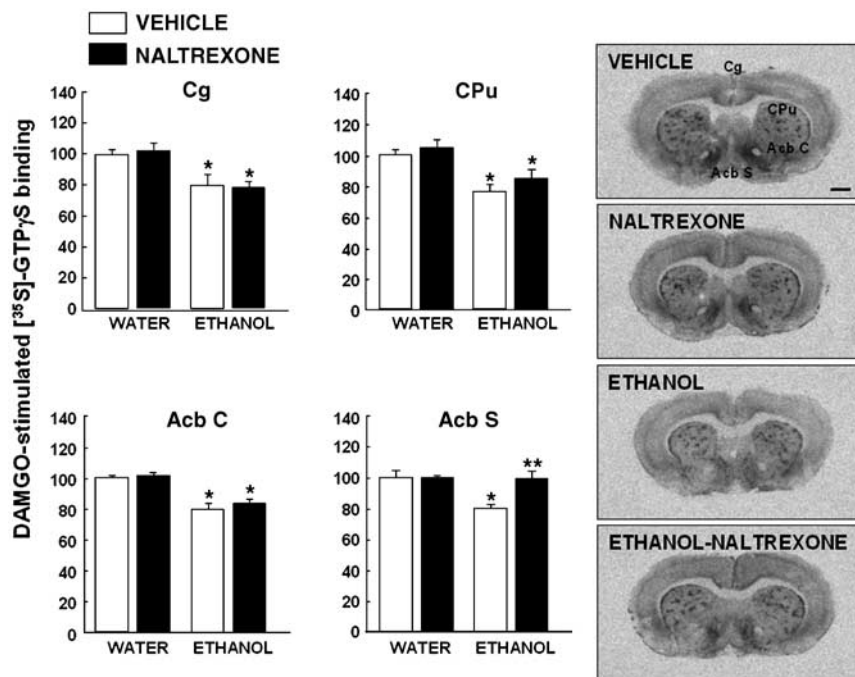 VEHICLE
NALTREXONE
DAMGO-stimulated [³⁵S]-GTPγS binding
Cg
140
120
100
80
60
40
20
0
* *
WATER ETHANOL
CPu
140
120
100
80
60
40
20
0
* *
WATER ETHANOL
Acb C
140
120
100
80
60
40
20
0
* *
WATER ETHANOL
Acb S
140
120
100
80
60
40
20
0
* **
WATER ETHANOL
VEHICLE
Cg
CPu
Acb C
Acb S
NALTREXONE
ETHANOL
ETHANOL-NALTREXONE